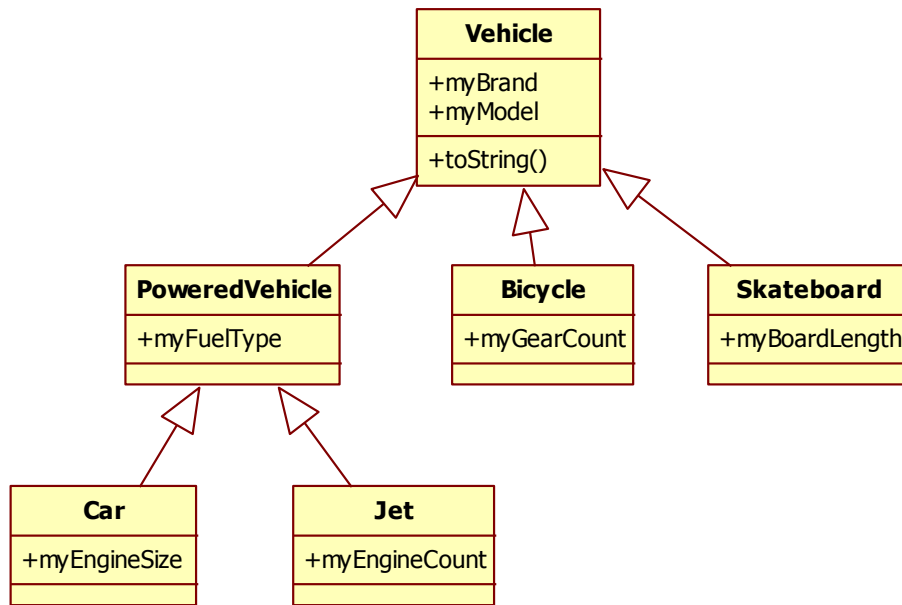 Vehicle
+myBrand
+myModel
+toString()
PoweredVehicle
+myFuelType
Bicycle
+myGearCount
Skateboard
+myBoardLength
Car
+myEngineSize
Jet
+myEngineCount